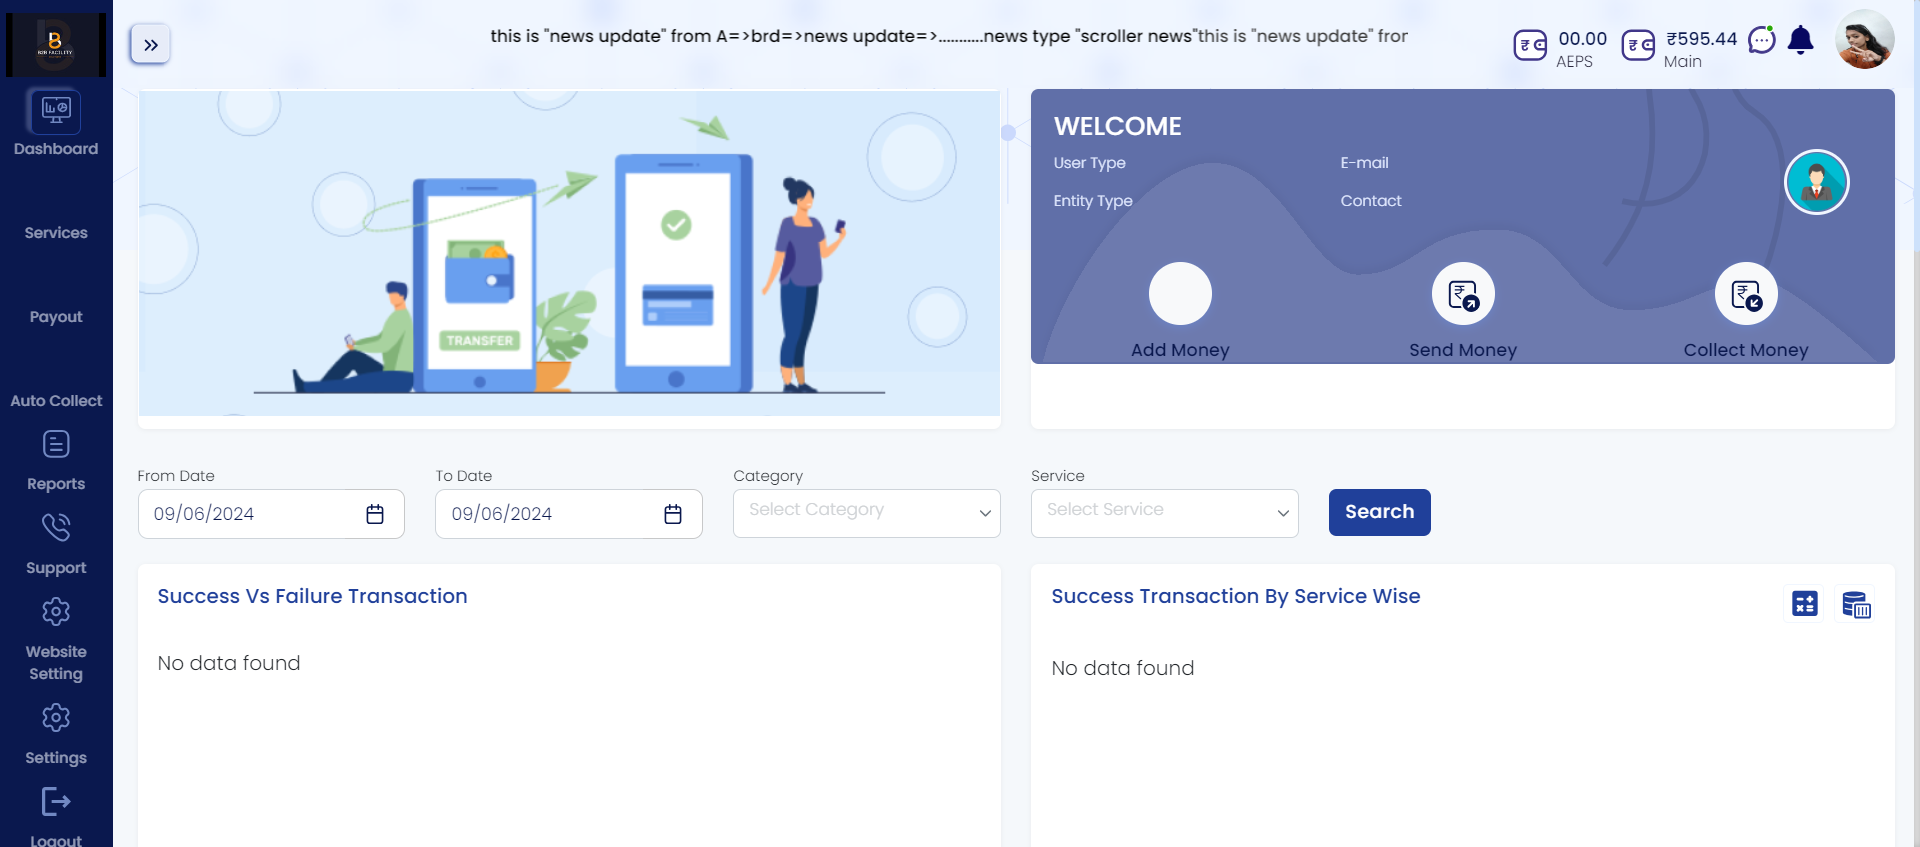 B2B FACILITY
this is "news update" from A=>brd=>news update=>...........news type "scroller news"this is "news update" from
00.00
AEPS
₹595.44
Main
Dashboard
Services
Payout
Auto Collect
Reports
Support
Website
Setting
Settings
Logout
TRANSFER
WELCOME
User Type
E-mail
Entity Type
Contact
Add Money
Send Money
Collect Money
From Date
To Date
Category
Service
09/06/2024
09/06/2024
Select Category
Select Service
Search
Success Vs Failure Transaction
No data found
Success Transaction By Service Wise
No data found